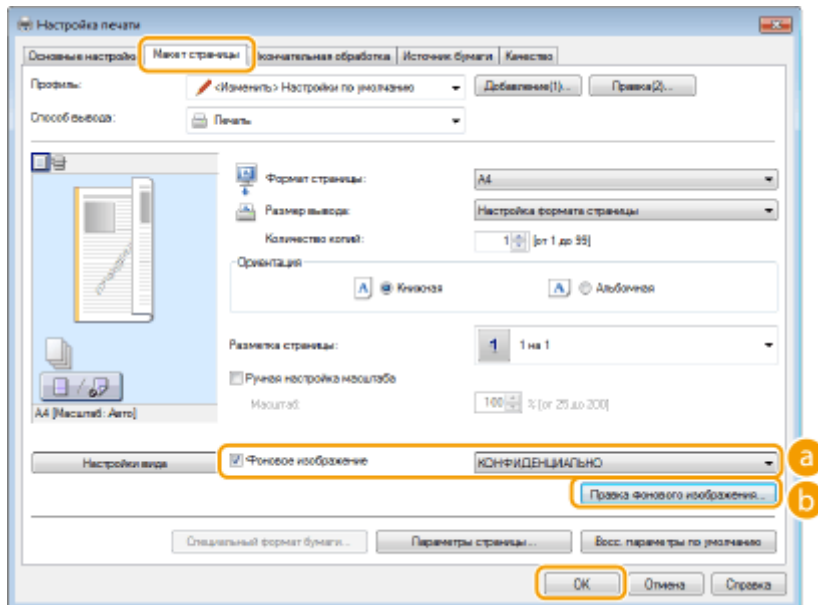 Настройка печати
Основные настройки Макет страницы Окончательная обработка Источник бумаги Качество
Профиль: <Изменить> Настройки по умолчанию Добавление(1)... Правка(2)...
Способ вывода: Печать
Формат страницы: A4
Размер вывода: Настройка формата страницы
Количество копий: 1 [от 1 до 99]
Ориентация
A Книжная A Альбомная
Разметка страницы: 1 1 на 1
Ручная настройка масштаба
Масштаб: 100 % [от 25 до 200]
A4 [Масштаб: Авто]
Настройки вида Фоновое изображение КОНФИДЕНЦИАЛЬНО a
Правка фонового изображения... b
Специальный формат бумаги... Параметры страницы... Восс. параметры по умолчанию
OK Отмена Справка